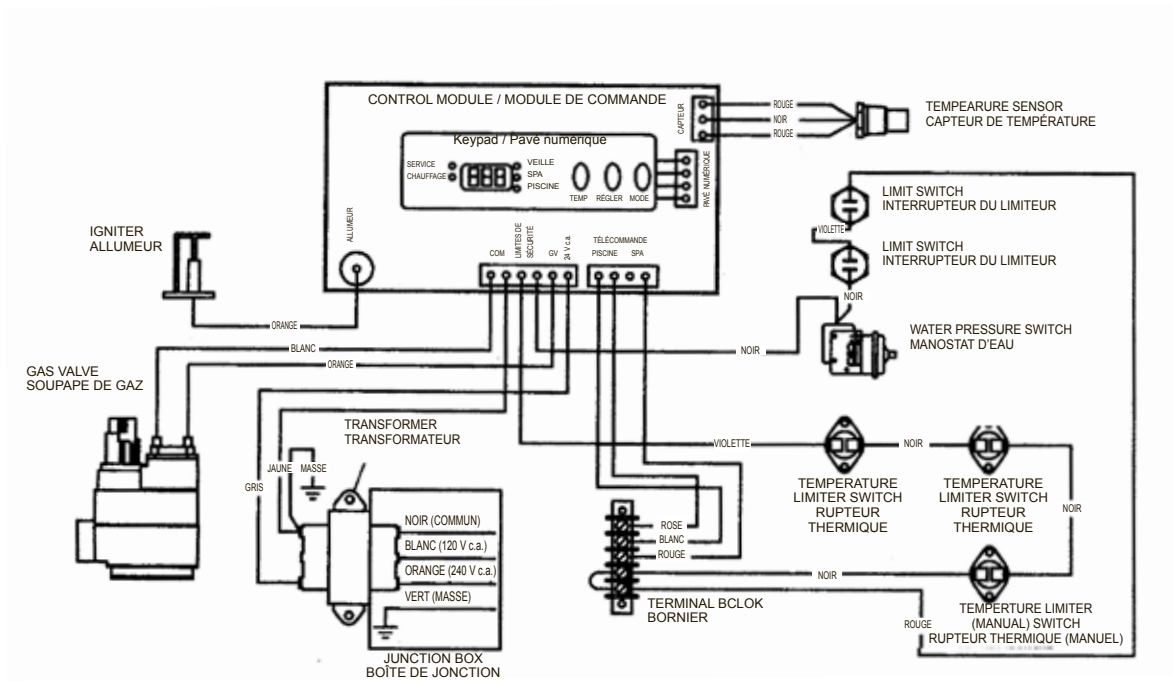 CONTROL MODULE / MODULE DE COMMANDE
Keypad / Pavé numérique
SERVICE
CHAUFFAGE
VEILLE
SPA
PISCINE
TEMP
RÉGLER
MODE
CAPTEUR
PAVÉ NUMÉRIQUE
ROUGE
NOIR
ROUGE
TEMPEARURE SENSOR
CAPTEUR DE TEMPÉRATURE
ALLUMEUR
COM
LIMITES DE
SÉCURITÉ
GV
24 V c.a.
TÉLÉCOMMANDE
PISCINE
SPA
IGNITER
ALLUMEUR
ORANGE
BLANC
ORANGE
GAS VALVE
SOUPAPE DE GAZ
LIMIT SWITCH
INTERRUPTEUR DU LIMITEUR
VIOLETTE
LIMIT SWITCH
INTERRUPTEUR DU LIMITEUR
NOIR
WATER PRESSURE SWITCH
MANOSTAT D'EAU
NOIR
TRANSFORMER
TRANSFORMATEUR
JAUNE
MASSE
GRIS
NOIR (COMMUN)
BLANC (120 V c.a.)
ORANGE (240 V c.a.)
VERT (MASSE)
JUNCTION BOX
BOÎTE DE JONCTION
VIOLETTE
NOIR
TEMPERATURE
LIMITER SWITCH
RUPTEUR
THERMIQUE
TEMPERATURE
LIMITER SWITCH
RUPTEUR
THERMIQUE
NOIR
ROSE
BLANC
ROUGE
NOIR
TERMINAL BCLOK
BORNIER
ROUGE
TEMPERTURE LIMITER
(MANUAL) SWITCH
RUPTEUR THERMIQUE (MANUEL)